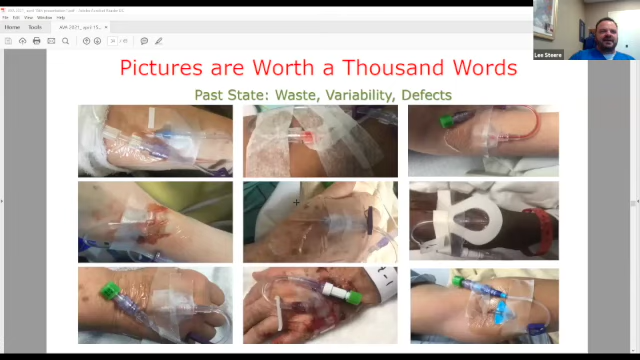 File Edit View Window Help
Home Tools
Lee Steere
Pictures are Worth a Thousand Words
Past State: Waste, Variability, Defects